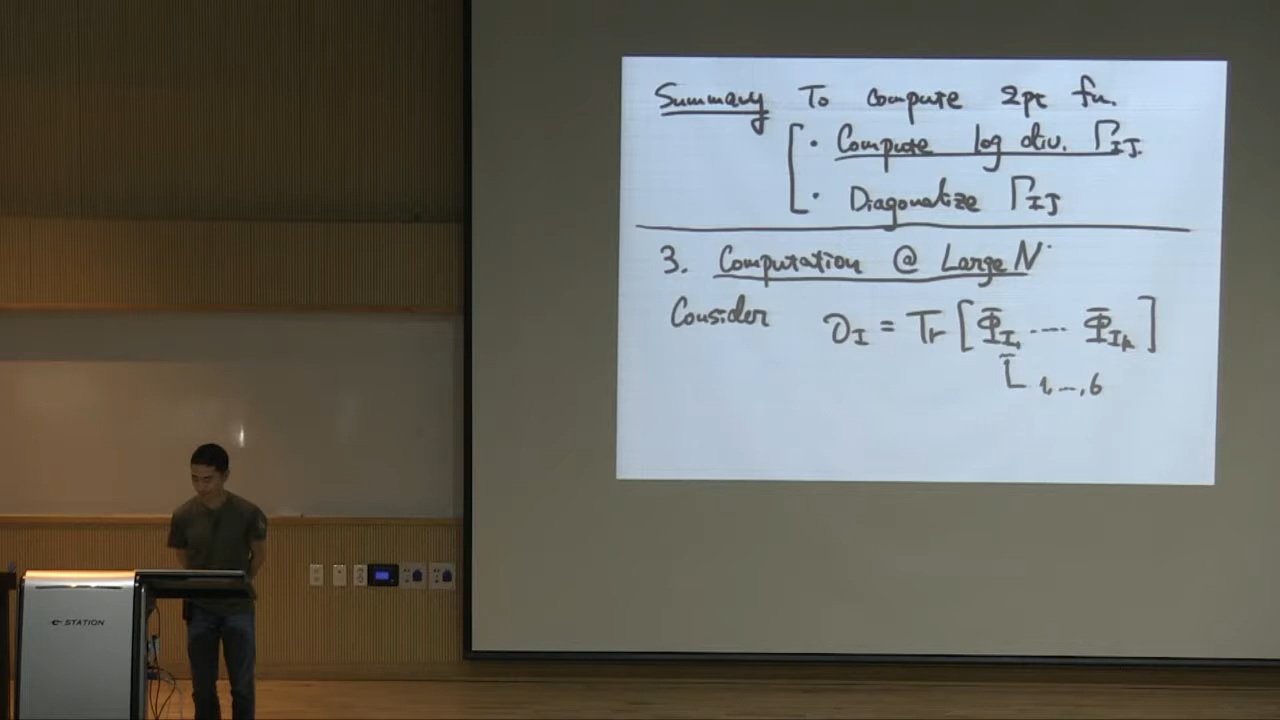 Summary To compute 2pt fn.
• Compute log div. Γ_IJ.
• Diagonalize Γ_IJ
3. Computation @ Large N
Consider O_I = Tr [Φ_I₁ ---- Φ_I_k]
1, ..., 6
e-STATION